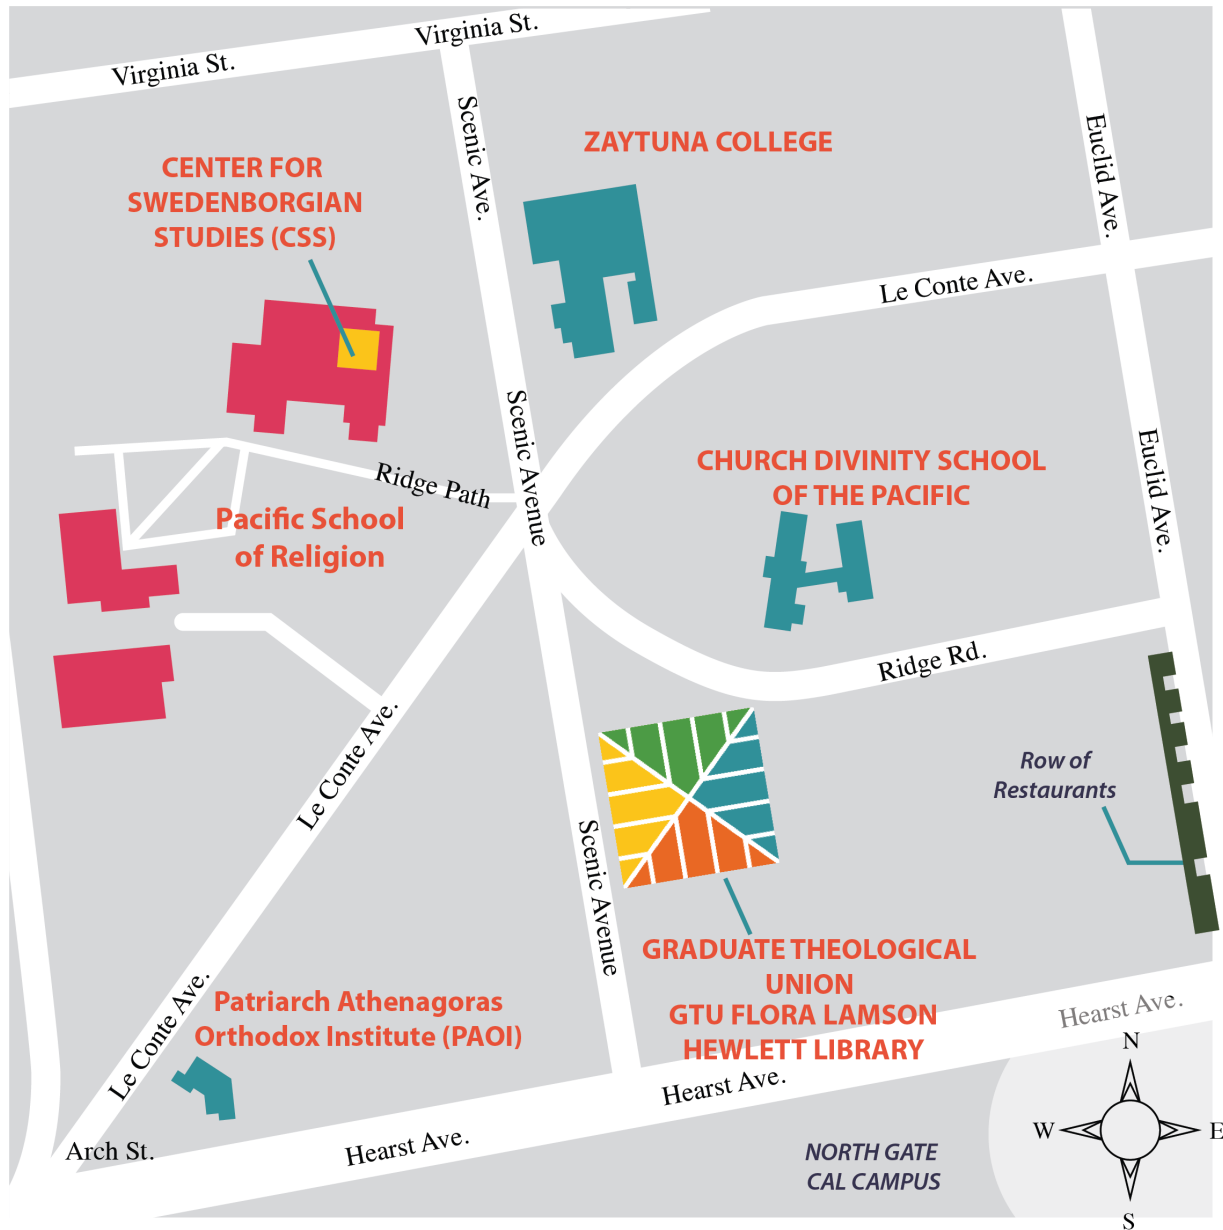 Virginia St.
Virginia St.
Scenic Ave.
Euclid Ave.
ZAYTUNA COLLEGE
CENTER FOR
SWEDENBORGIAN
STUDIES (CSS)
Le Conte Ave.
Scenic Avenue
Euclid Ave.
CHURCH DIVINITY SCHOOL
OF THE PACIFIC
Ridge Path
Pacific School
of Religion
Ridge Rd.
Le Conte Ave.
Row of
Restaurants
Scenic Avenue
GRADUATE THEOLOGICAL
UNION
GTU FLORA LAMSON
HEWLETT LIBRARY
Le Conte Ave.
Patriarch Athenagoras
Orthodox Institute (PAOI)
Hearst Ave.
Hearst Ave.
Hearst Ave.
Arch St.
NORTH GATE
CAL CAMPUS
N
W
E
S